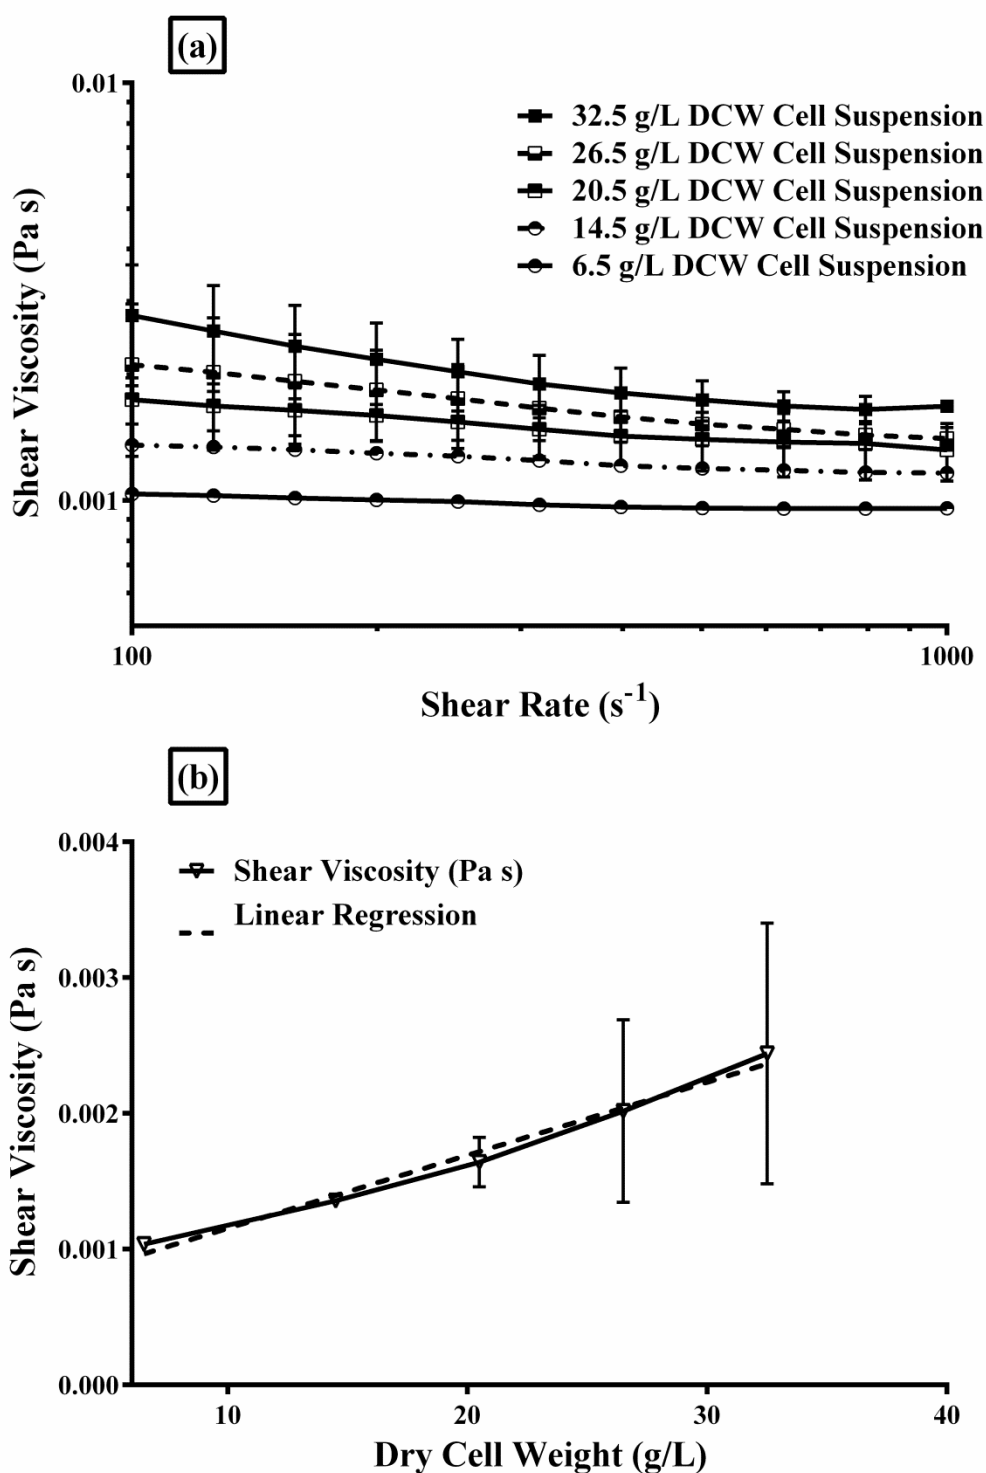 (a)
0.01
32.5 g/L DCW Cell Suspension
26.5 g/L DCW Cell Suspension
20.5 g/L DCW Cell Suspension
14.5 g/L DCW Cell Suspension
6.5 g/L DCW Cell Suspension
Shear Viscosity (Pa s)
0.001
100
1000
Shear Rate (s-1)
(b)
0.004
Shear Viscosity (Pa s)
Linear Regression
0.003
Shear Viscosity (Pa s)
0.002
0.001
0.000
10
20
30
40
Dry Cell Weight (g/L)